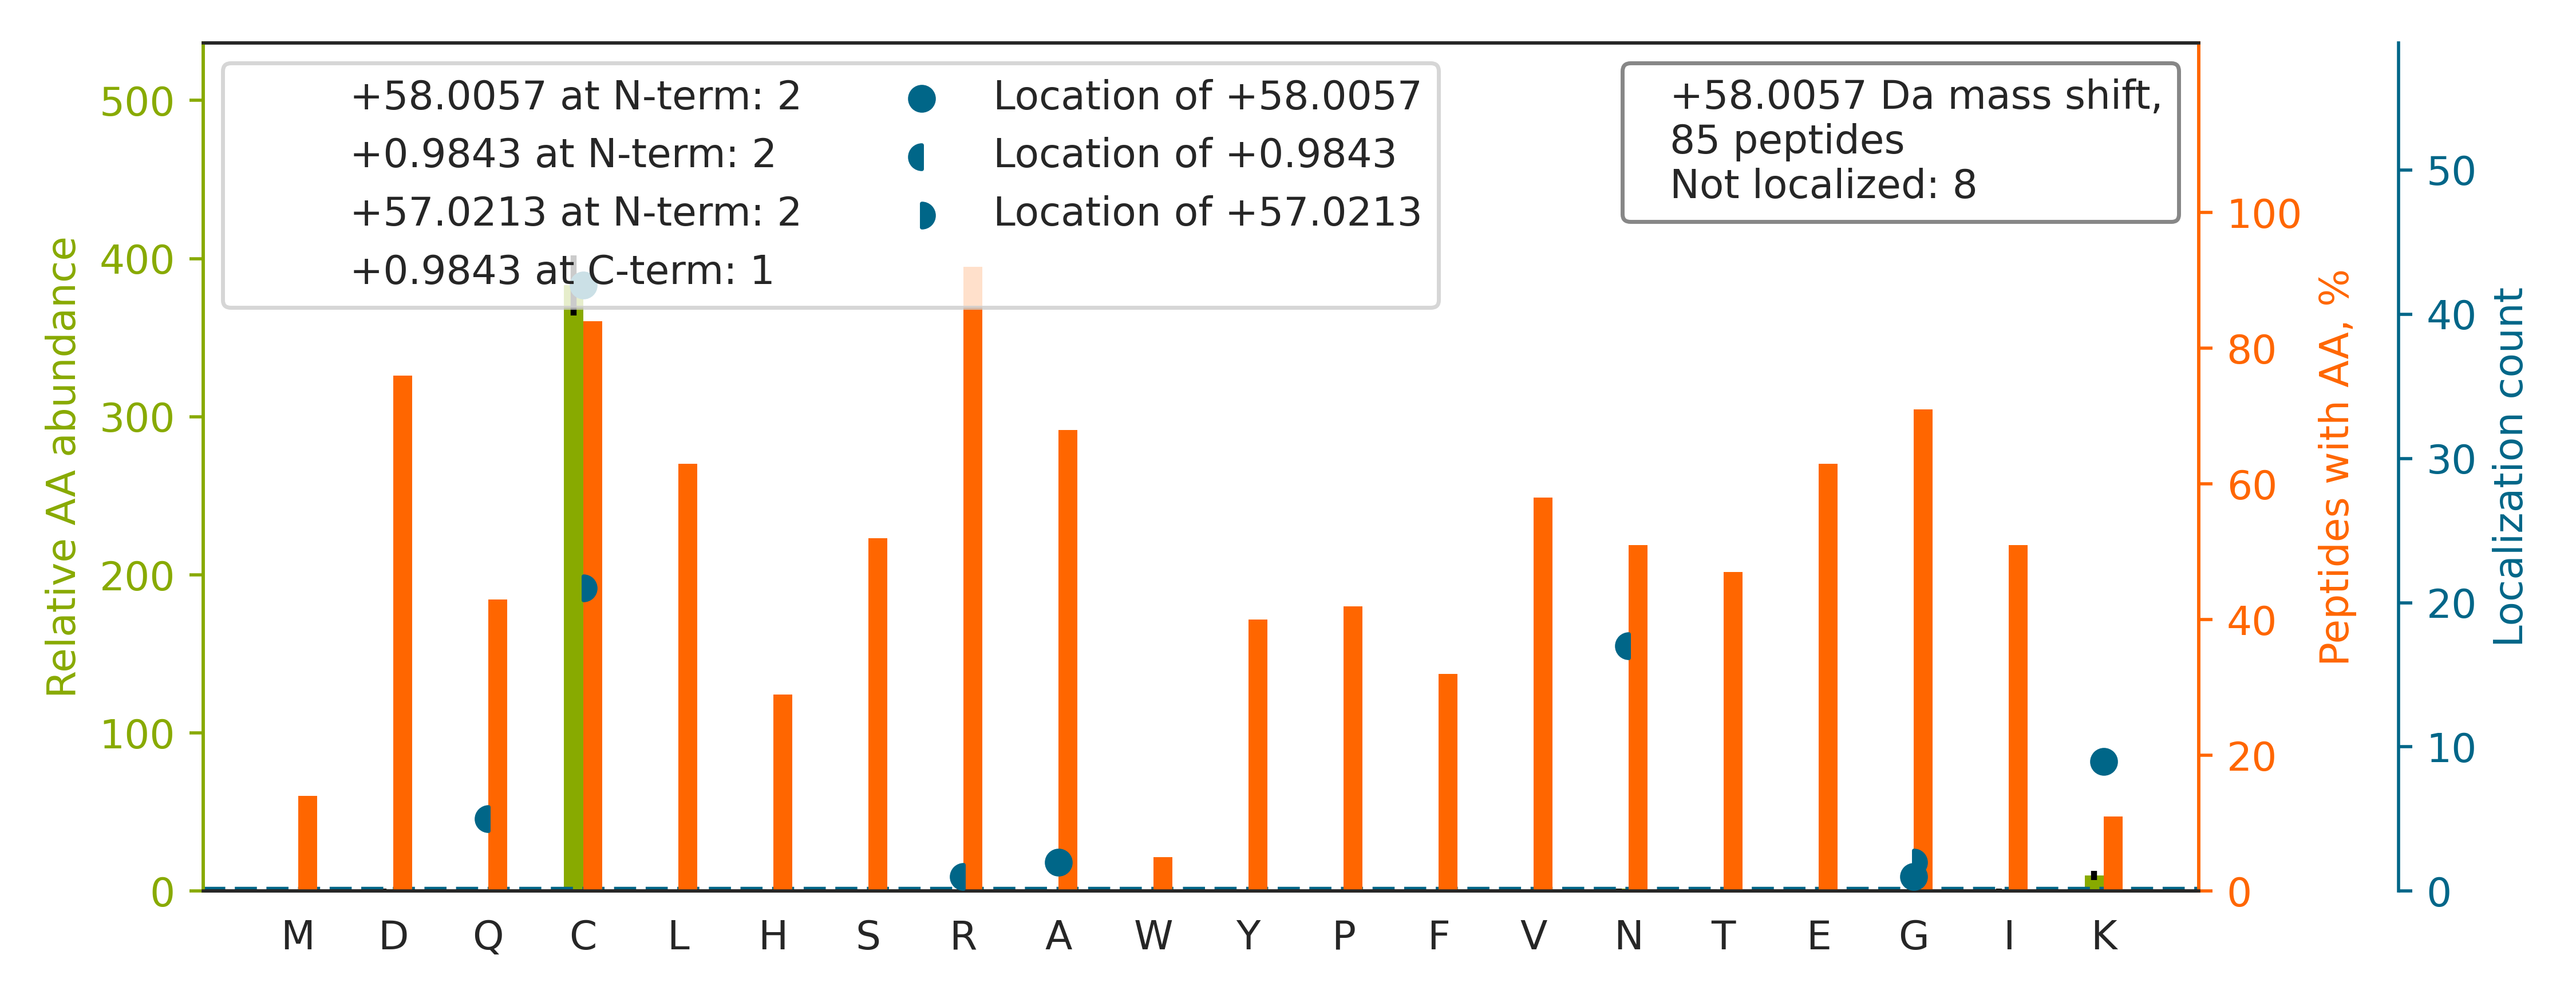 +58.0057 at N-term: 2
+0.9843 at N-term: 2
+57.0213 at N-term: 2
+0.9843 at C-term: 1
Location of +58.0057
Location of +0.9843
Location of +57.0213
+58.0057 Da mass shift,
85 peptides
Not localized: 8
Relative AA abundance
500
400
300
200
100
0
Peptides with AA, %
100
80
60
40
20
0
Localization count
50
40
30
20
10
0
M D Q C L H S R A W Y P F V N T E G I K